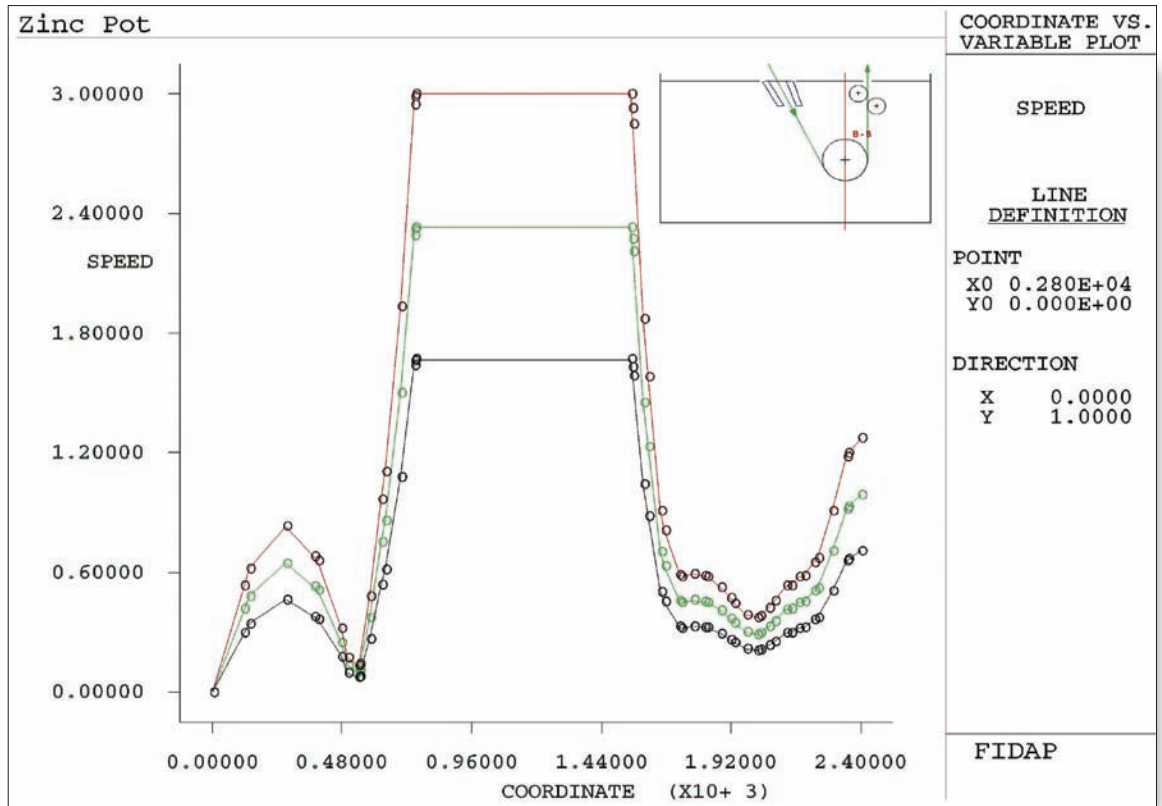 Zinc Pot
3.00000
2.40000
SPEED
1.80000
1.20000
0.60000
0.00000
0.00000 0.48000 0.96000 1.44000 1.92000 2.40000
COORDINATE (X10+ 3)
B-B
COORDINATE VS.
VARIABLE PLOT
SPEED
LINE
DEFINITION
POINT
X0 0.280E+04
Y0 0.000E+00
DIRECTION
X 0.0000
Y 1.0000
FIDAP